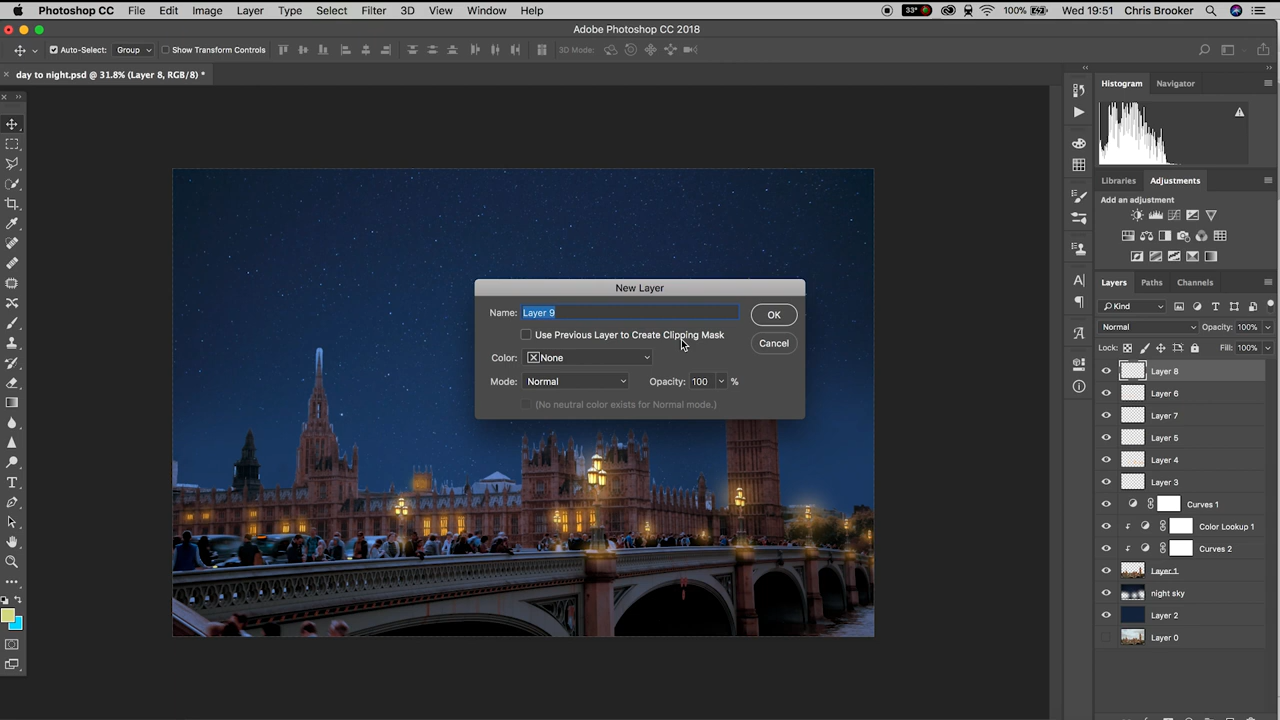 Photoshop CC File Edit Image Layer Type Select Filter 3D View Window Help 33° 100% Wed 19:51 Chris Brooker
Adobe Photoshop CC 2018
Auto-Select: Group Show Transform Controls 3D Mode:
day to night.psd @ 31.8% (Layer 8, RGB/8) *
Histogram Navigator
Libraries Adjustments
Add an adjustment
New Layer
Name: Layer 9 OK
Use Previous Layer to Create Clipping Mask
Cancel
Color: None
Mode: Normal Opacity: 100 %
(No neutral color exists for Normal mode.)
Layers Paths Channels
Kind
Normal Opacity: 100%
Lock: Fill: 100%
Layer 8
Layer 6
Layer 7
Layer 5
Layer 4
Layer 3
Curves 1
Color Lookup 1
Curves 2
Layer 1
night sky
Layer 2
Layer 0